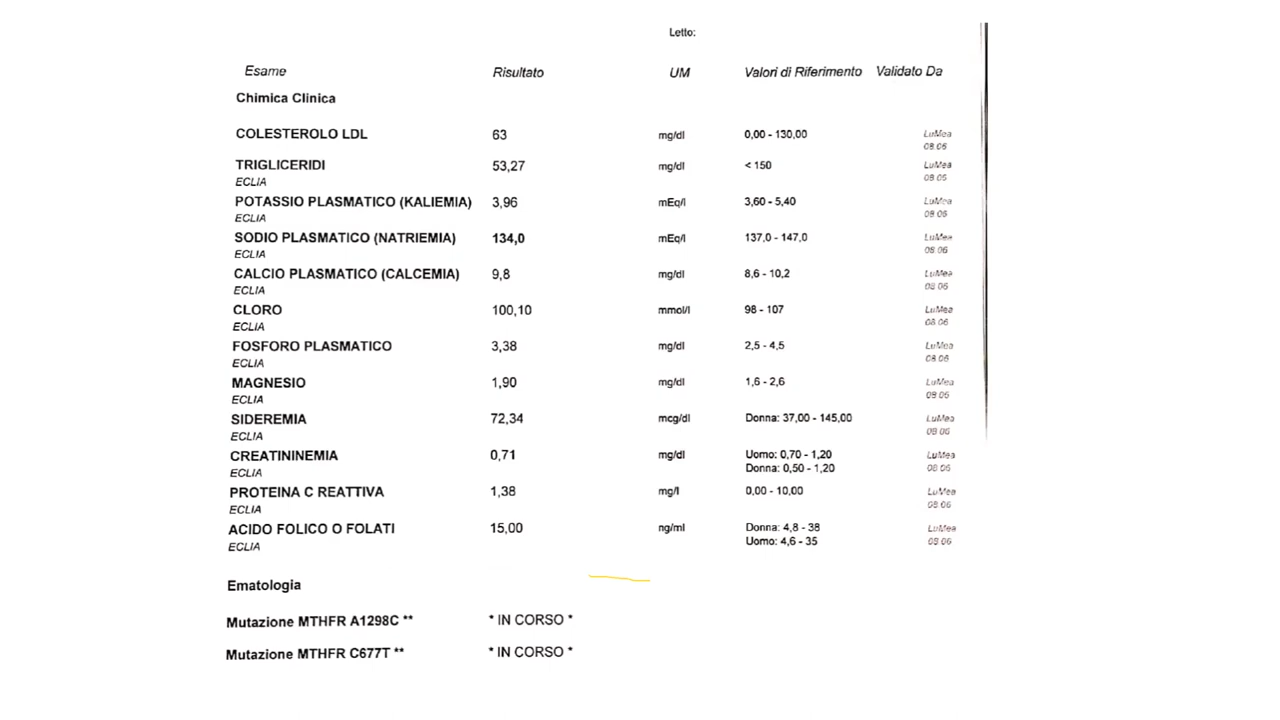 Letto:
Esame Risultato UM Valori di Riferimento Validato Da
Chimica Clinica
COLESTEROLO LDL 63 mg/dl 0,00 - 130,00 LuMea
08.06
TRIGLICERIDI 53,27 mg/dl < 150 LuMea
ECLIA 08.06
POTASSIO PLASMATICO (KALIEMIA) 3,96 mEq/l 3,60 - 5,40 LuMea
ECLIA 08.06
SODIO PLASMATICO (NATRIEMIA) 134,0 mEq/l 137,0 - 147,0 LuMea
ECLIA 08.06
CALCIO PLASMATICO (CALCEMIA) 9,8 mg/dl 8,6 - 10,2 LuMea
ECLIA 08.06
CLORO 100,10 mmol/l 98 - 107 LuMea
ECLIA 08.06
FOSFORO PLASMATICO 3,38 mg/dl 2,5 - 4,5 LuMea
ECLIA 08.06
MAGNESIO 1,90 mg/dl 1,6 - 2,6 LuMea
ECLIA 08.06
SIDEREMIA 72,34 mcg/dl Donna: 37,00 - 145,00 LuMea
ECLIA 08.06
CREATININEMIA 0,71 mg/dl Uomo: 0,70 - 1,20 LuMea
ECLIA Donna: 0,50 - 1,20 08.06
PROTEINA C REATTIVA 1,38 mg/l 0,00 - 10,00 LuMea
ECLIA 08.06
ACIDO FOLICO O FOLATI 15,00 ng/ml Donna: 4,8 - 38 LuMea
ECLIA Uomo: 4,6 - 35 08.06
Ematologia
Mutazione MTHFR A1298C ** * IN CORSO *
Mutazione MTHFR C677T ** * IN CORSO *